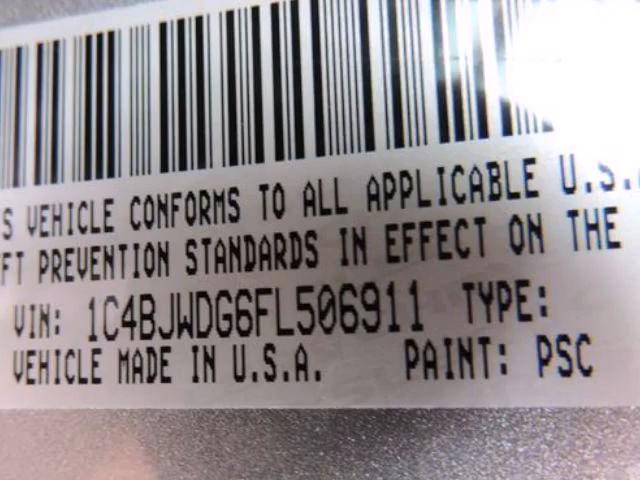 S VEHICLE CONFORMS TO ALL APPLICABLE U.S.
FT PREVENTION STANDARDS IN EFFECT ON THE
VIN: 1C4BJWDG6FL506911 TYPE:
VEHICLE MADE IN U.S.A. PAINT: PSC